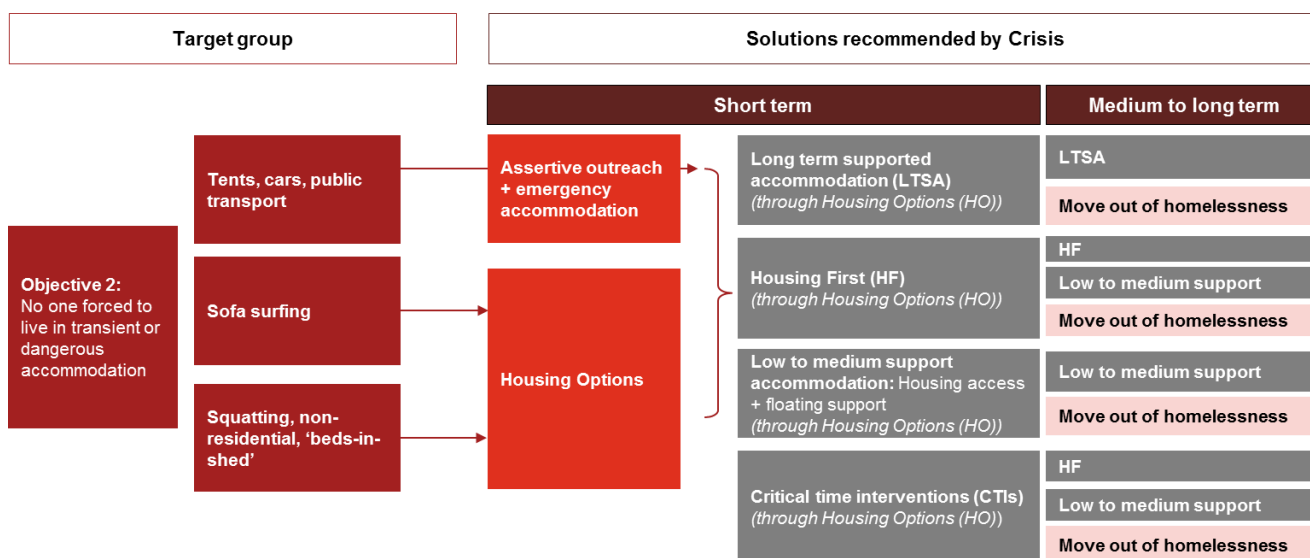 Target group
Solutions recommended by Crisis
Short term
Medium to long term
Objective 2:
No one forced to
live in transient or
dangerous
accommodation
Tents, cars, public
transport
Sofa surfing
Squatting, non-
residential, ‘beds-in-
shed’
Assertive outreach
+ emergency
accommodation
Housing Options
Long term supported
accommodation (LTSA)
(through Housing Options (HO))
LTSA
Move out of homelessness
Housing First (HF)
(through Housing Options (HO))
HF
Low to medium support
Move out of homelessness
Low to medium support
accommodation: Housing access
+ floating support
(through Housing Options (HO))
Low to medium support
Move out of homelessness
Critical time interventions (CTIs)
(through Housing Options (HO))
HF
Low to medium support
Move out of homelessness